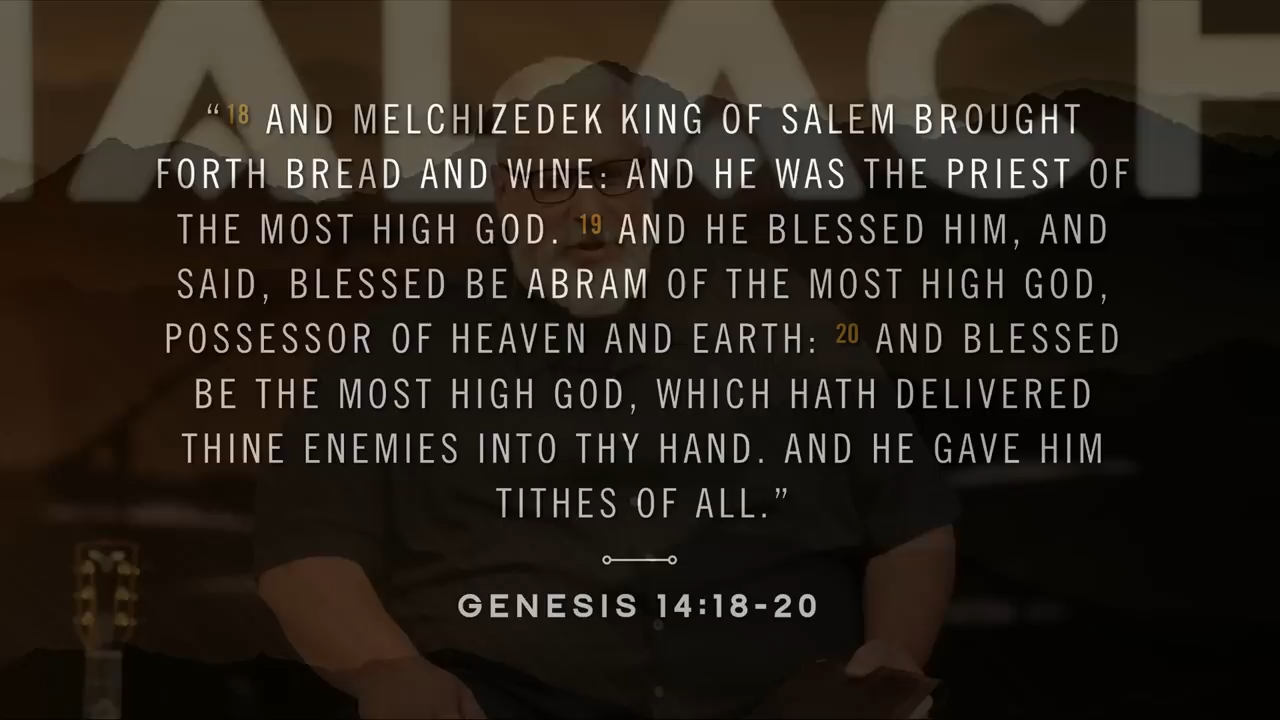 ALACH
“18 AND MELCHIZEDEK KING OF SALEM BROUGHT
FORTH BREAD AND WINE: AND HE WAS THE PRIEST OF
THE MOST HIGH GOD. 19 AND HE BLESSED HIM, AND
SAID, BLESSED BE ABRAM OF THE MOST HIGH GOD,
POSSESSOR OF HEAVEN AND EARTH: 20 AND BLESSED
BE THE MOST HIGH GOD, WHICH HATH DELIVERED
THINE ENEMIES INTO THY HAND. AND HE GAVE HIM
TITHES OF ALL.”
GENESIS 14:18-20